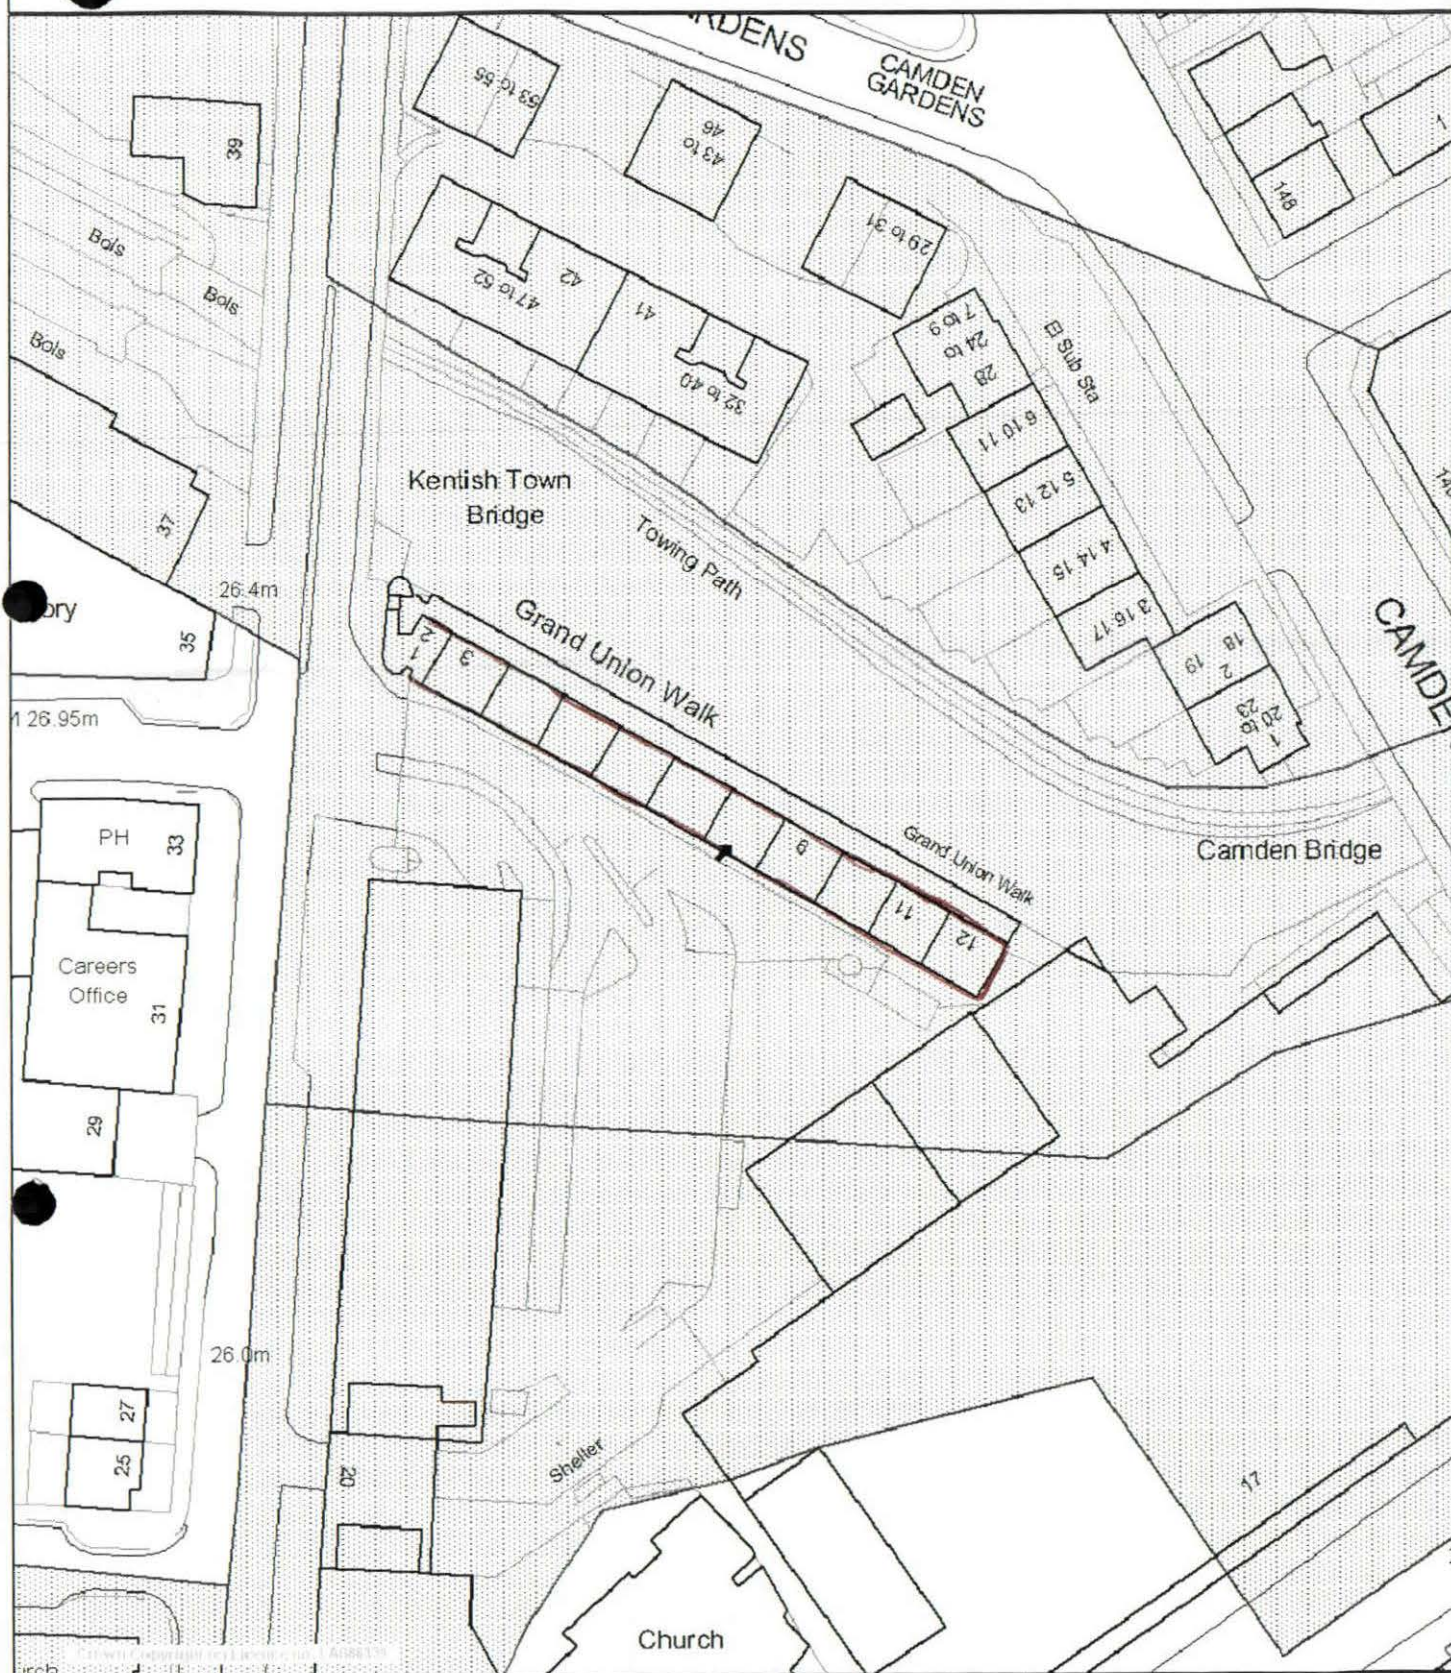 RDENS
CAMDEN
GARDENS
53 to 55
43 to
46
39
148
1
29 to 31
Bols
Bols
Bols
47 to 52
42
41
32 to 40
7 to 9
24 to
28
El Sub Sta
6 10 11
5 12 13
4 14 15
3 16 17
18
2
19
20 to
23
1
Kentish Town
Bridge
Towing Path
37
26.4m
ory
35
26.95m
Grand Union Walk
1
2
3
9
11
12
Grand Union Walk
CAMDE
Camden Bridge
PH
33
Careers
Office
31
29
26.0m
27
25
20
Shelter
17
Church